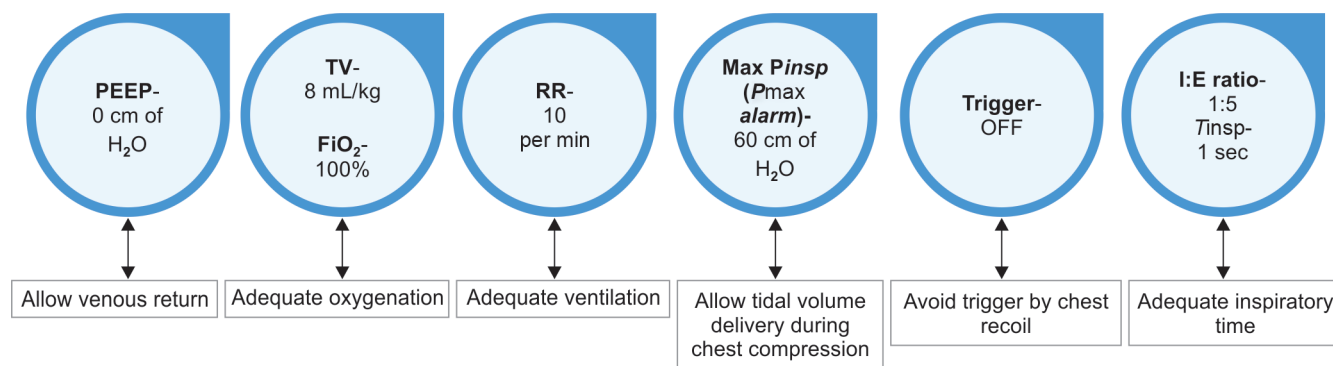 PEEP-
0 cm of
H₂O
TV-
8 mL/kg
FiO₂-
100%
RR-
10
per min
Max Pinsp
(Pmax
alarm)-
60 cm of
H₂O
Trigger-
OFF
I:E ratio-
1:5
Tinsp-
1 sec
Allow venous return
Adequate oxygenation
Adequate ventilation
Allow tidal volume
delivery during
chest compression
Avoid trigger by chest
recoil
Adequate inspiratory
time